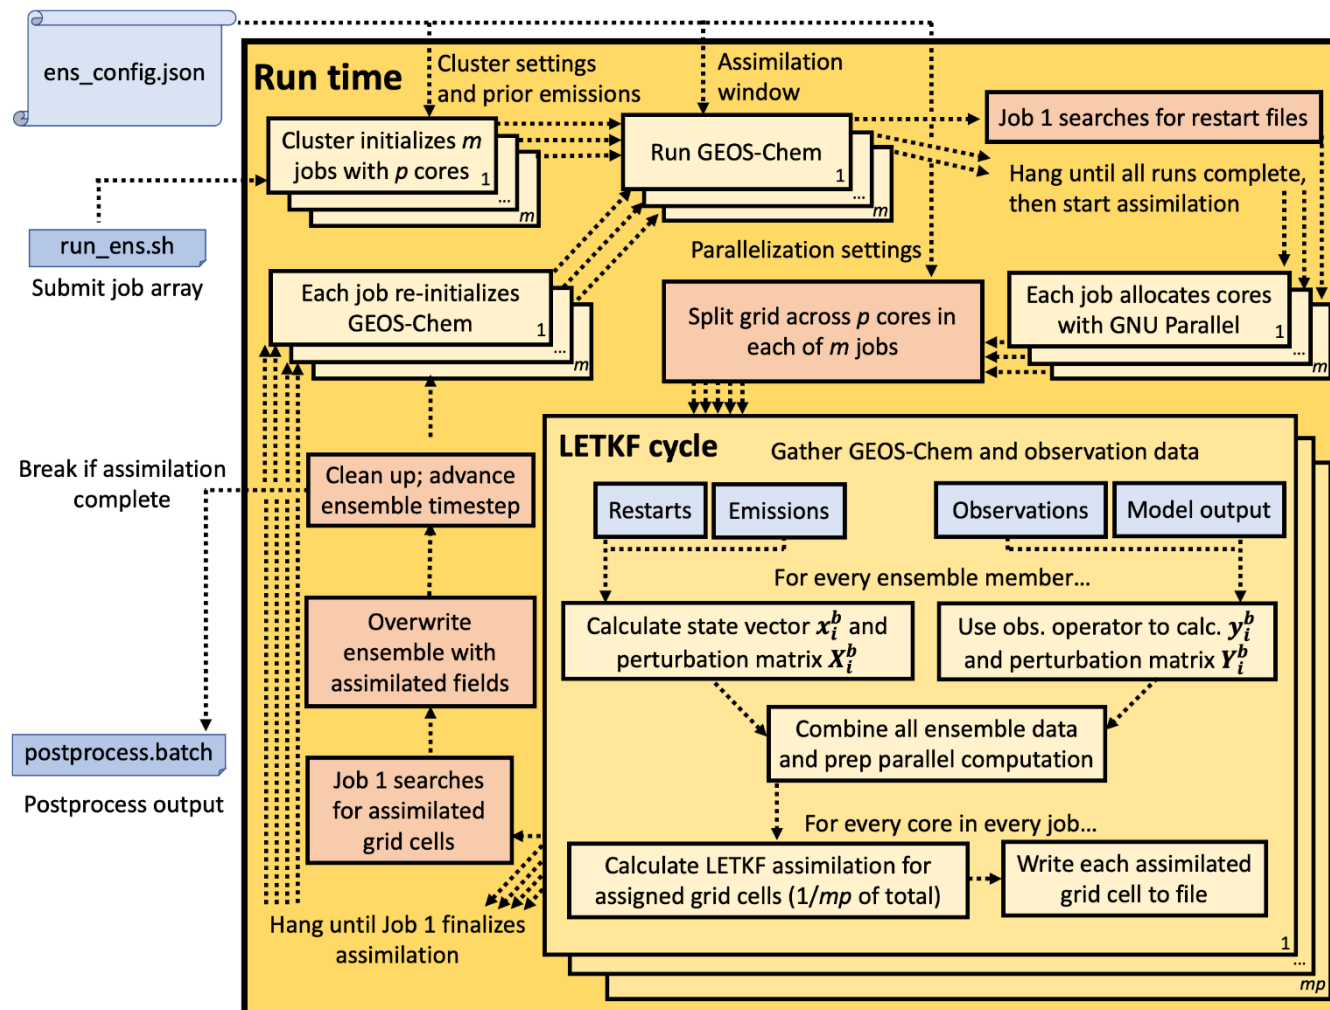 ens_config.json
Run time
Cluster settings
and prior emissions
Assimilation
window
Cluster initializes m
jobs with p cores
1
...
m
Run GEOS-Chem
1
...
m
Job 1 searches for restart files
Hang until all runs complete,
then start assimilation
run_ens.sh
Submit job array
Parallelization settings
Each job re-initializes
GEOS-Chem
1
...
m
Split grid across p cores in
each of m jobs
Each job allocates cores
with GNU Parallel
1
...
m
LETKF cycle
Gather GEOS-Chem and observation data
Break if assimilation
complete
Clean up; advance
ensemble timestep
Restarts
Emissions
Observations
Model output
For every ensemble member...
Overwrite
ensemble with
assimilated fields
Calculate state vector x_i^b and
perturbation matrix X_i^b
Use obs. operator to calc. y_i^b
and perturbation matrix Y_i^b
Combine all ensemble data
and prep parallel computation
postprocess.batch
Postprocess output
Job 1 searches
for assimilated
grid cells
For every core in every job...
Calculate LETKF assimilation for
assigned grid cells (1/mp of total)
Write each assimilated
grid cell to file
Hang until Job 1 finalizes
assimilation
1
...
mp